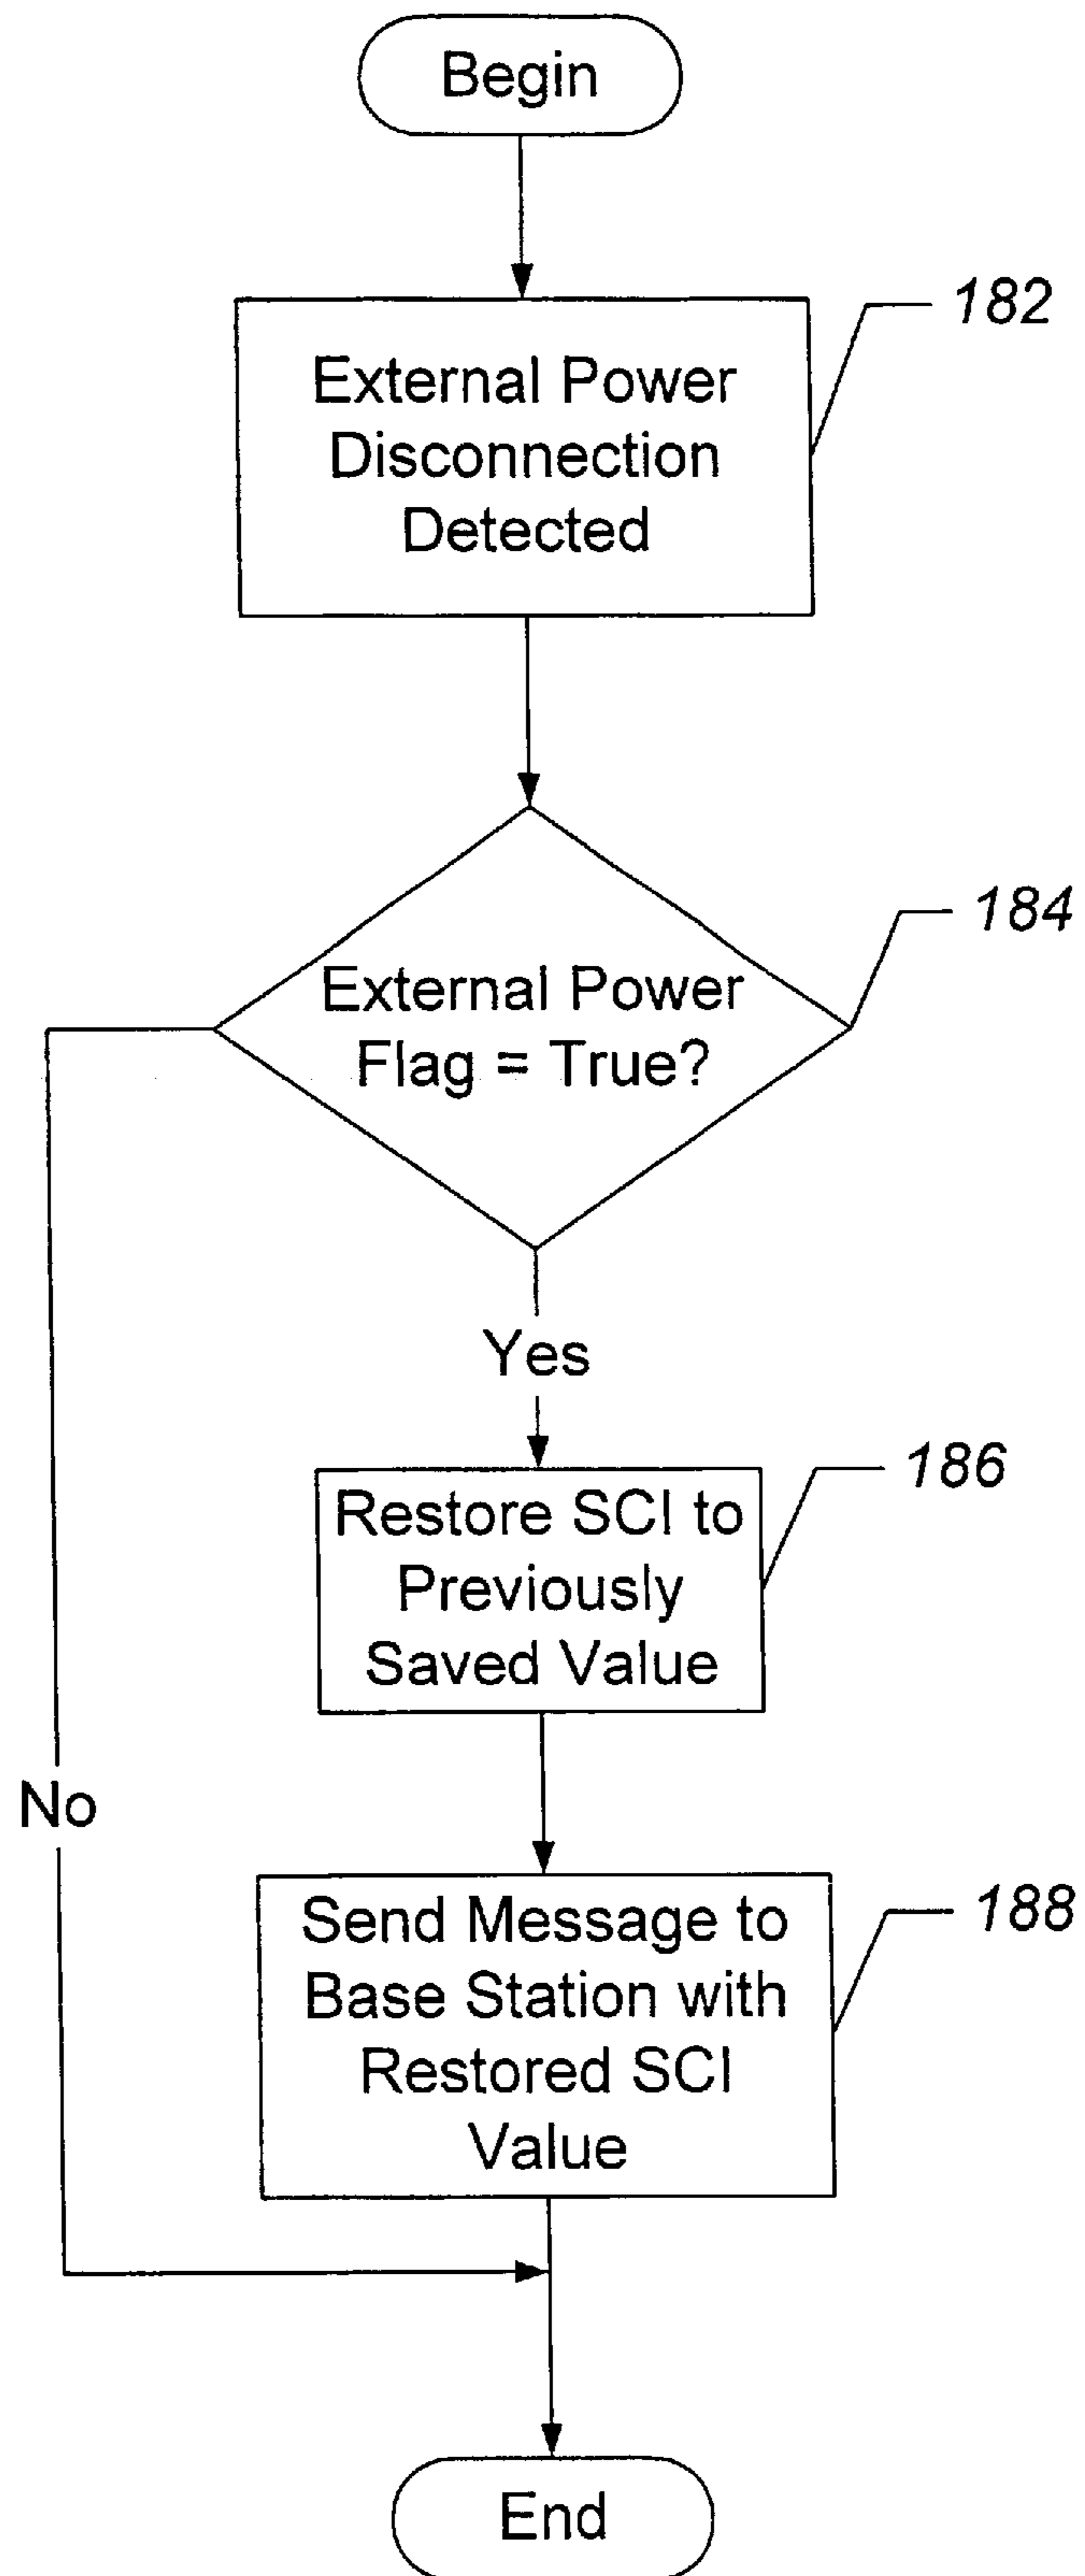 Begin
182
External Power
Disconnection
Detected
184
External Power
Flag = True?
Yes
186
Restore SCI to
Previously
Saved Value
No
188
Send Message to
Base Station with
Restored SCI
Value
End